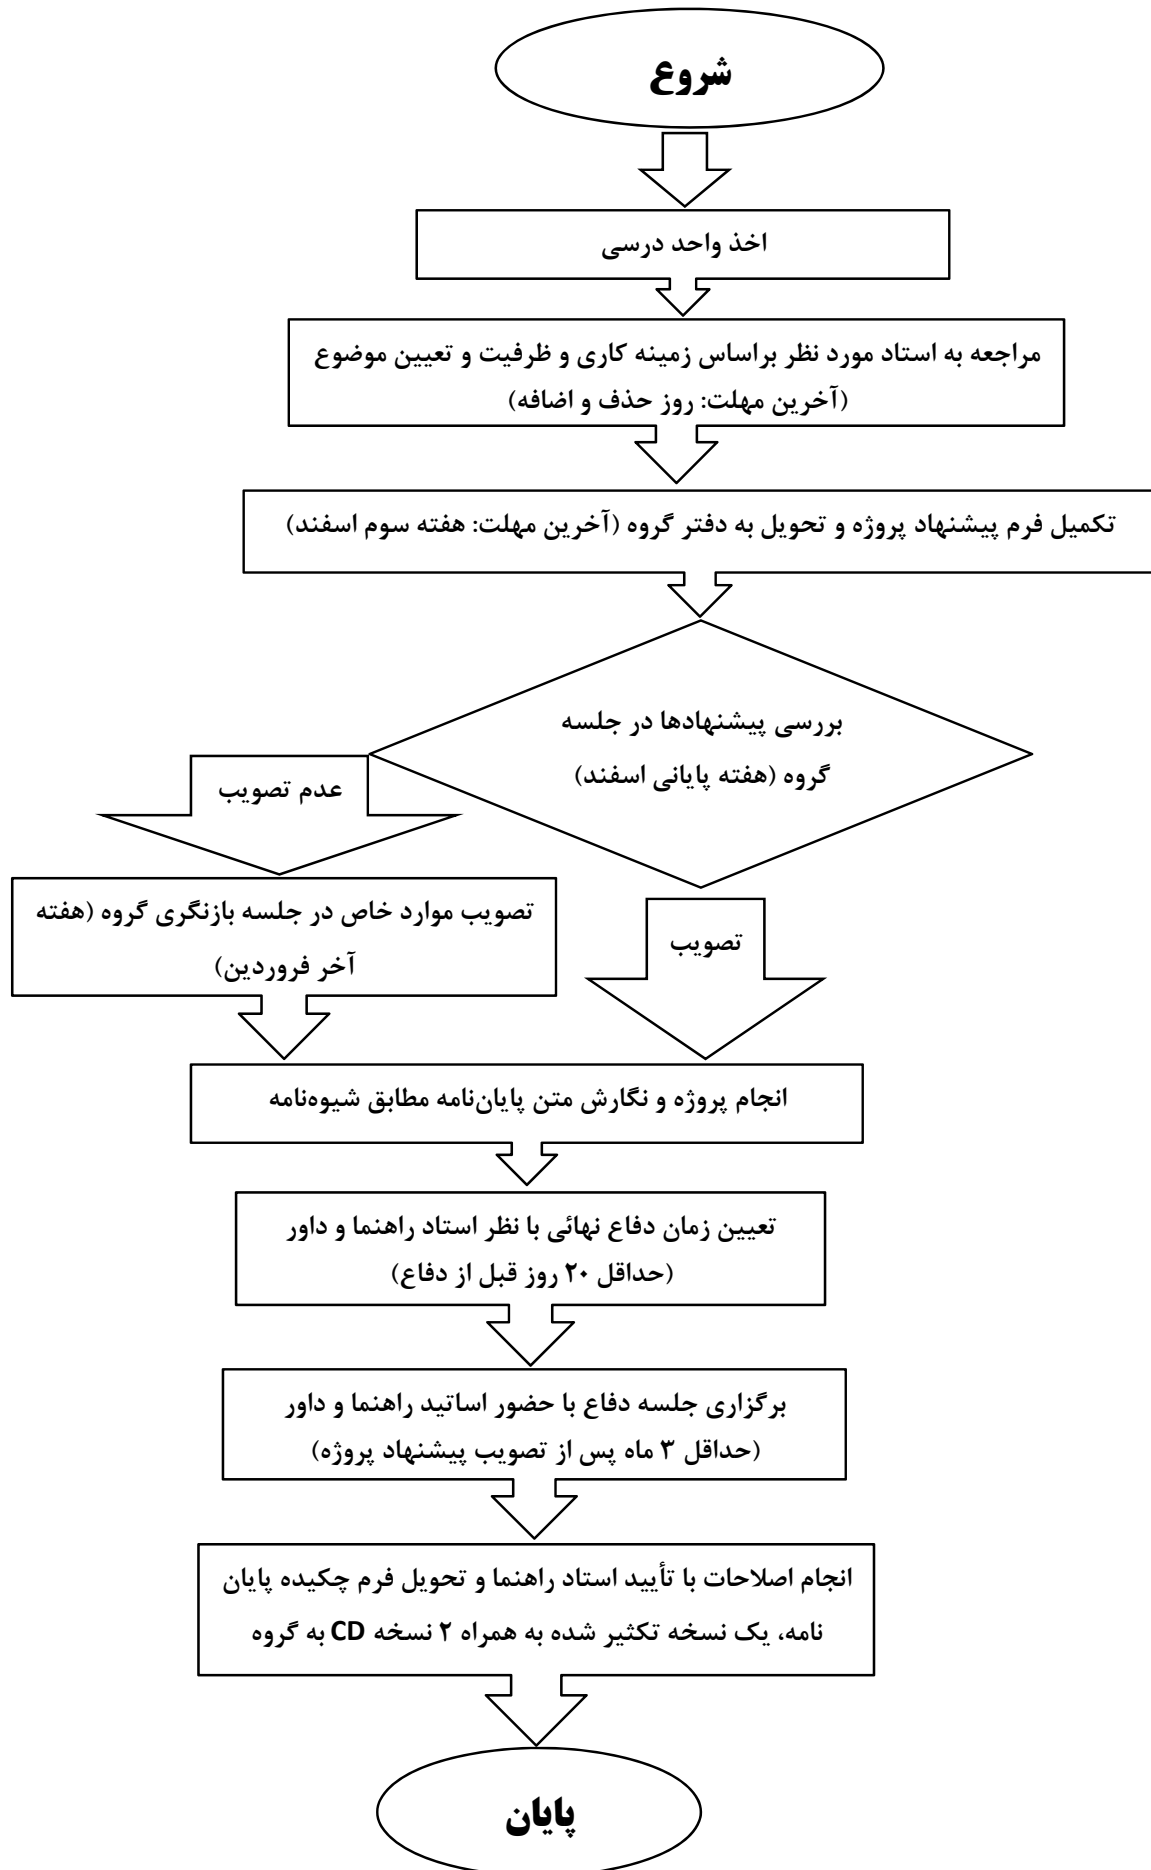 شروع
اخذ واحد درسی
مراجعه به استاد مورد نظر براساس زمینه کاری و ظرفیت و تعیین موضوع
(آخرین مهلت: روز حذف و اضافه)
تکمیل فرم پیشنهاد پروژه و تحویل به دفتر گروه (آخرین مهلت: هفته سوم اسفند)
بررسی پیشنهادها در جلسه
گروه (هفته پایانی اسفند)
عدم تصویب
تصویب موارد خاص در جلسه بازنگری گروه (هفته
آخر فروردین)
تصویب
انجام پروژه و نگارش متن پایان‌نامه مطابق شیوه‌نامه
تعیین زمان دفاع نهائی با نظر استاد راهنما و داور
(حداقل ۲۰ روز قبل از دفاع)
برگزاری جلسه دفاع با حضور اساتید راهنما و داور
(حداقل ۳ ماه پس از تصویب پیشنهاد پروژه)
انجام اصلاحات با تأیید استاد راهنما و تحویل فرم چکیده پایان
نامه، یک نسخه تکثیر شده به همراه ۲ نسخه CD به گروه
پایان